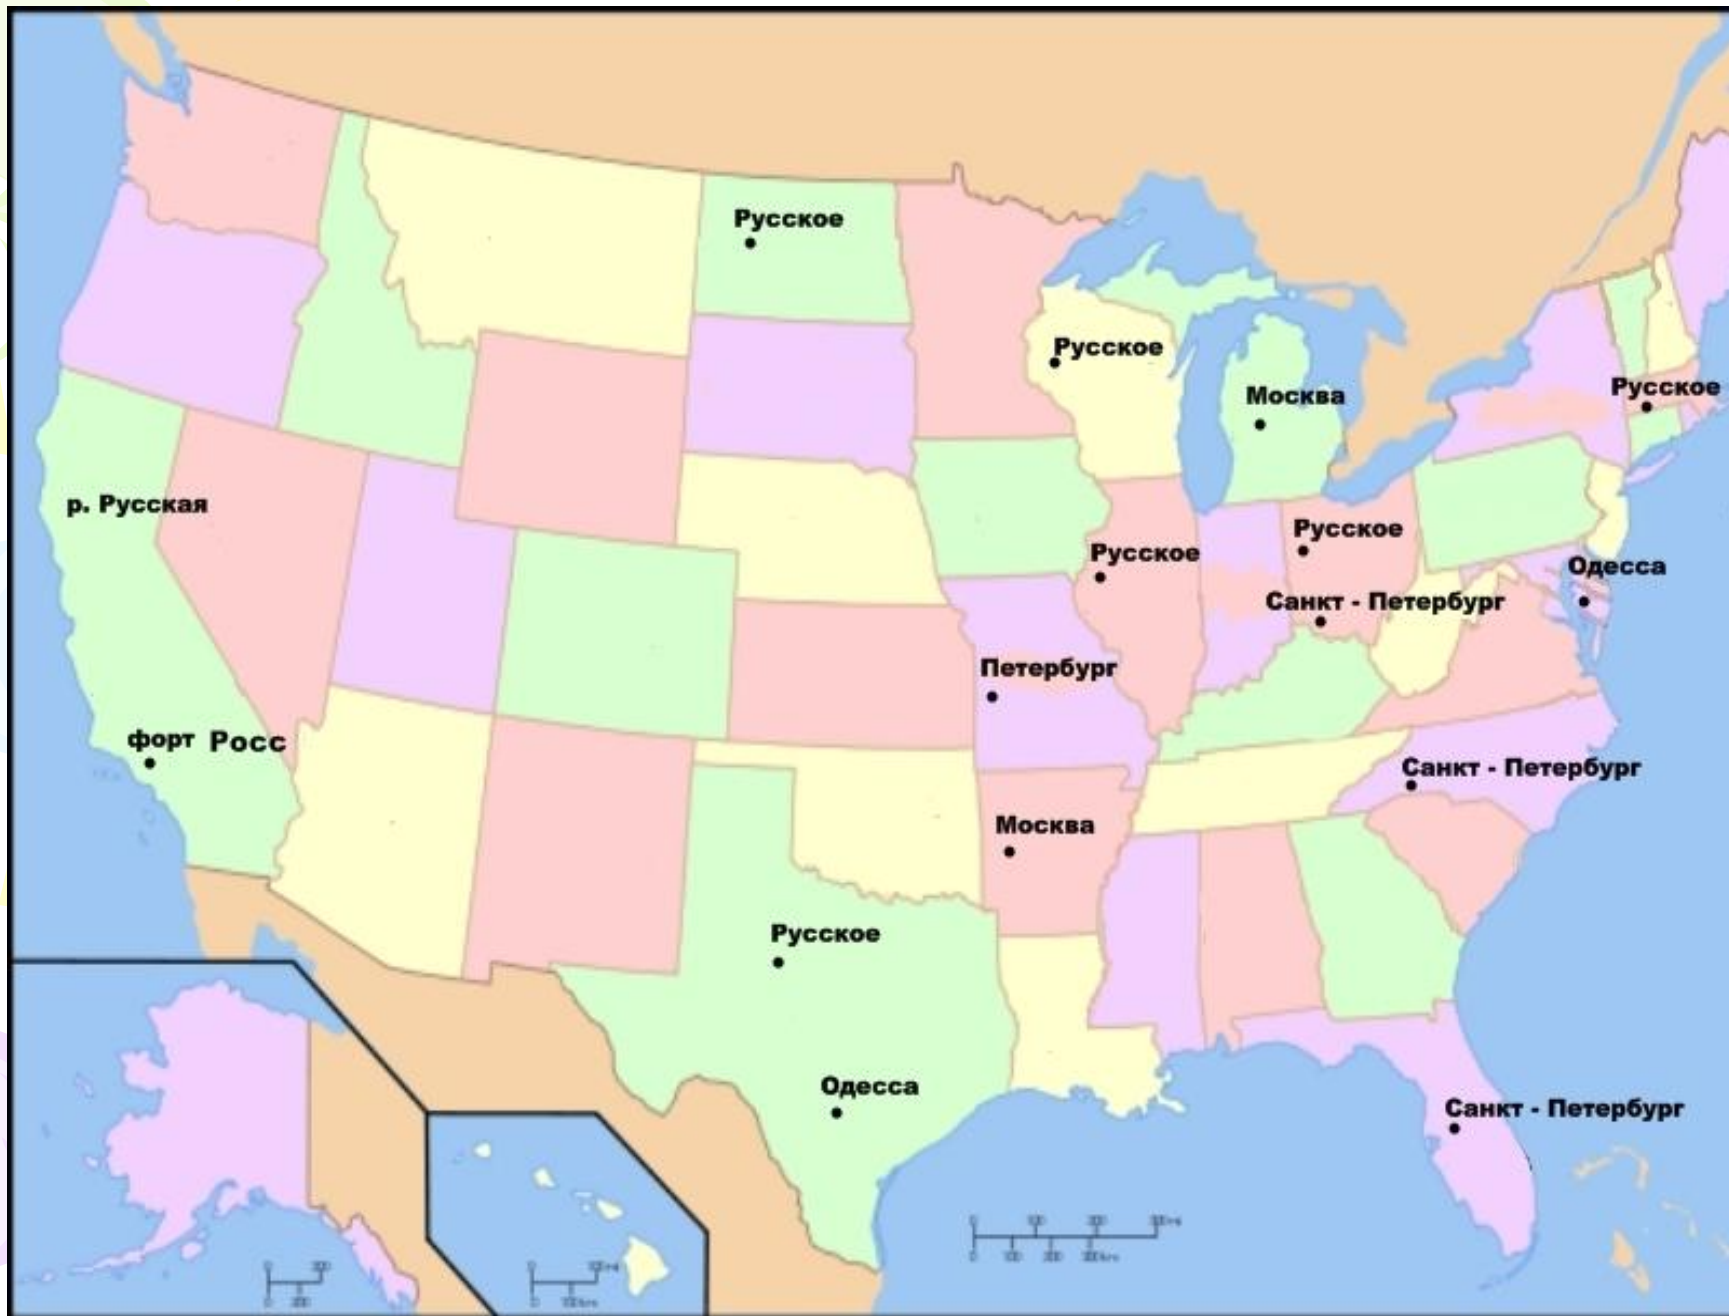 Русское
Русское
Москва
Русское
р. Русская
Русское
Русское
Одесса
Санкт - Петербург
Петербург
форт Росс
Санкт - Петербург
Москва
Русское
Одесса
Санкт - Петербург